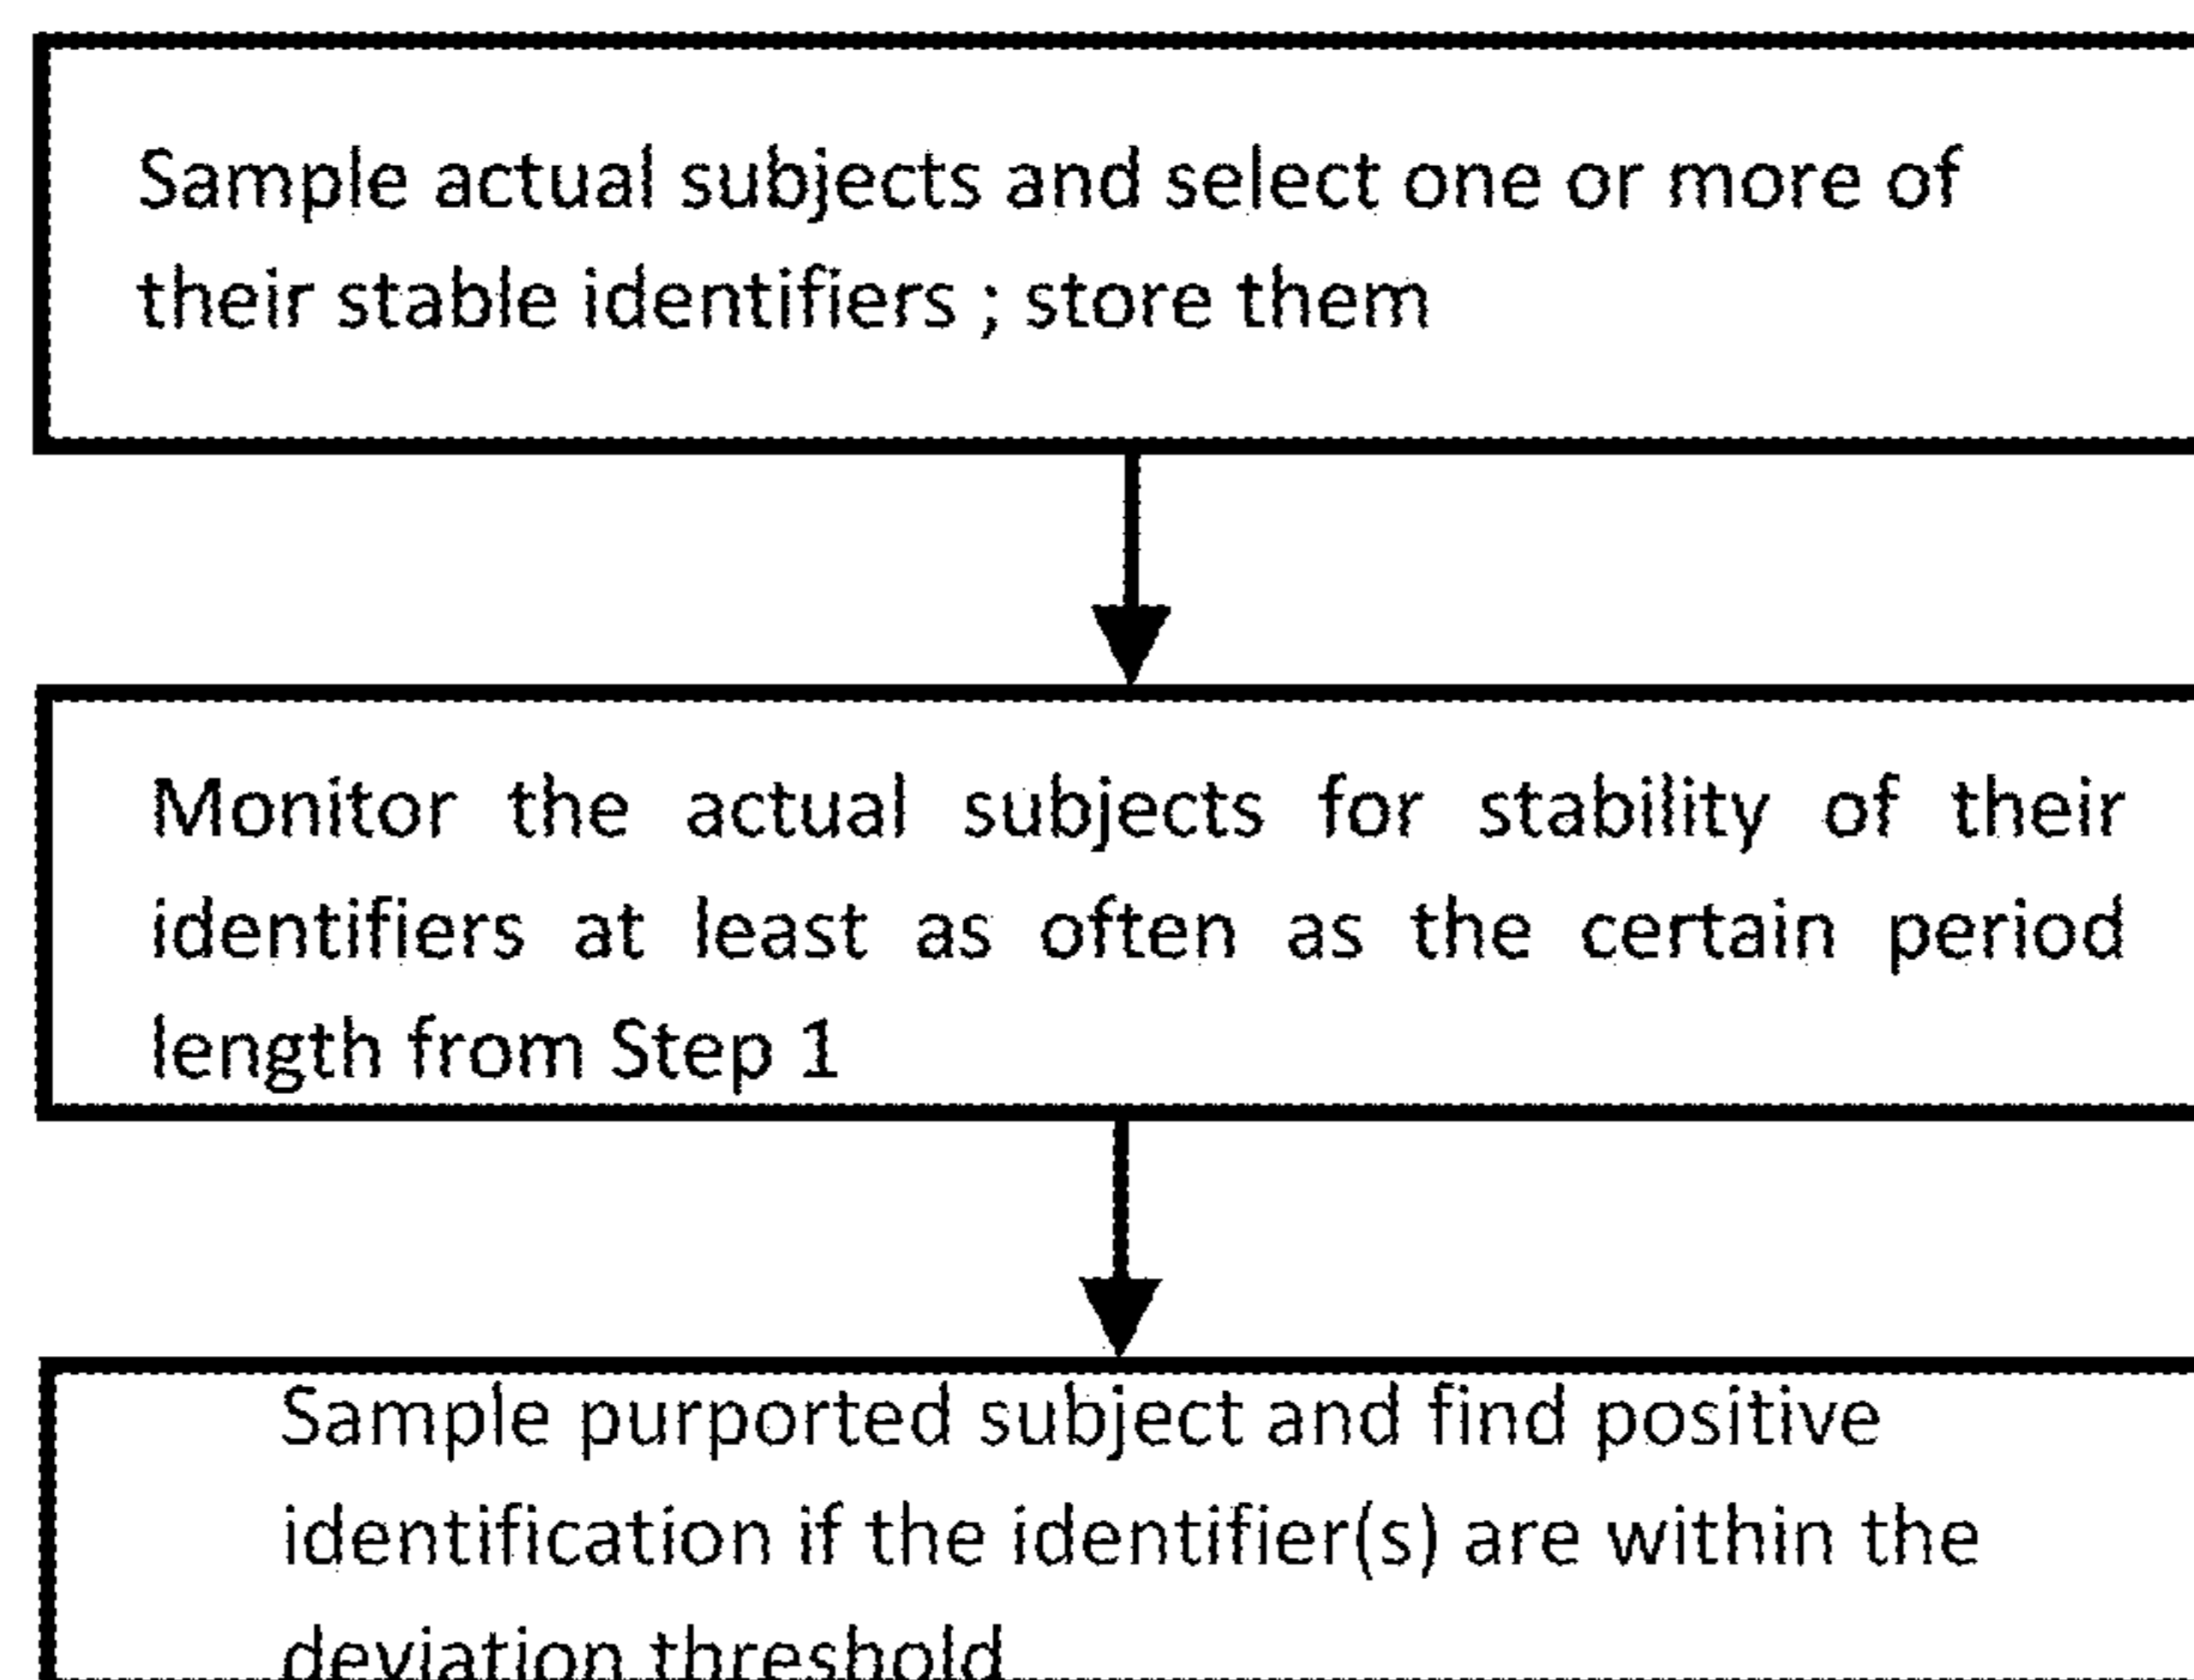 Sample actual subjects and select one or more of
their stable identifiers ; store them
Monitor the actual subjects for stability of their
identifiers at least as often as the certain period
length from Step 1
Sample purported subject and find positive
identification if the identifier(s) are within the
deviation threshold